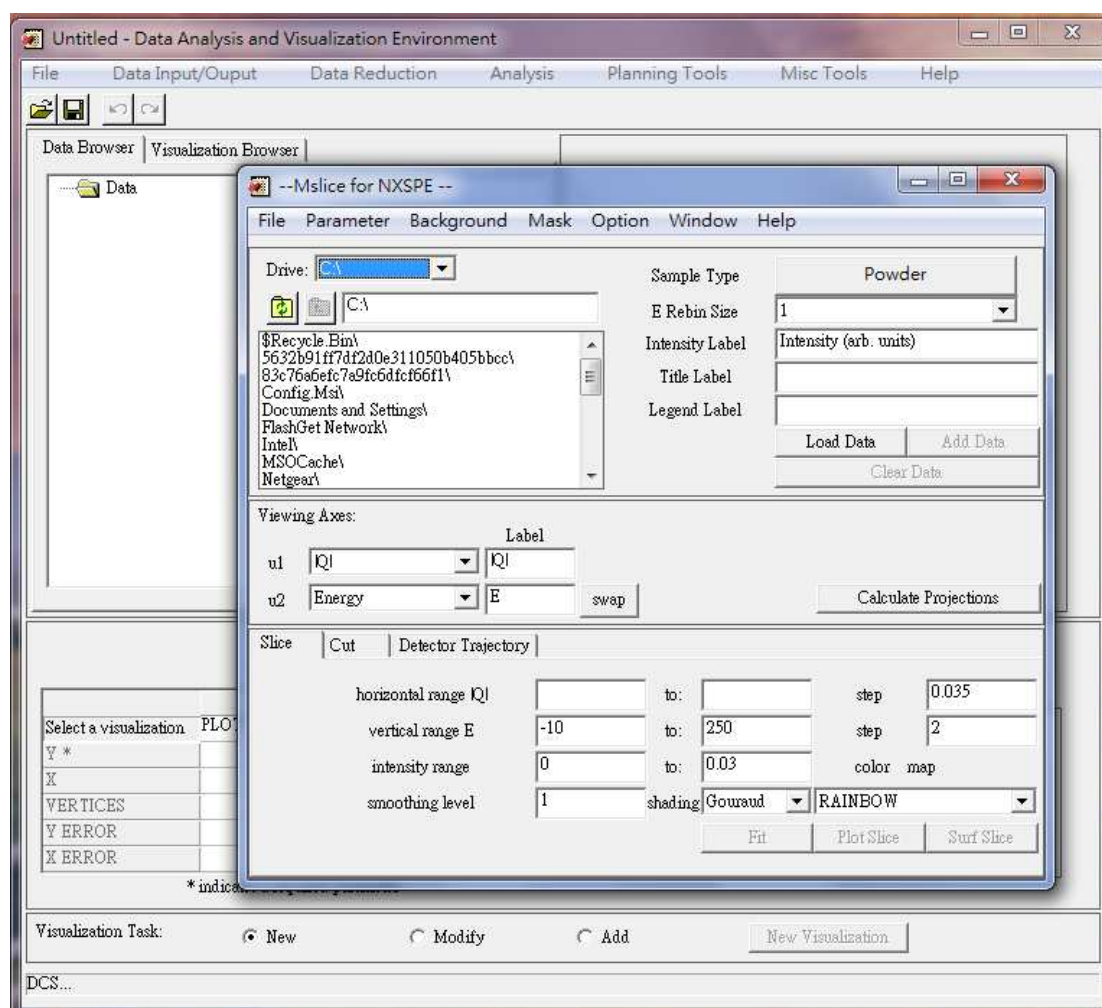 Untitled - Data Analysis and Visualization Environment
File Data Input/Ouput Data Reduction Analysis Planning Tools Misc Tools Help
Data Browser Visualization Browser
Data
--Mslice for NXSPE --
File Parameter Background Mask Option Window Help
Drive: C:\
C:\
$Recycle.Bin\
5632b91ff7df2d0e311050b405bbcc\
83c76a6efc7a9fc6dfcf66f1\
Config.Msi\
Documents and Settings\
FlashGet Network\
Intel\
MSOCache\
Netgear\
Sample Type Powder
E Rebin Size 1
Intensity Label Intensity (arb. units)
Title Label
Legend Label
Load Data Add Data
Clear Data
Viewing Axes:
Label
u1 |Q| |Q|
u2 Energy E swap Calculate Projections
Slice Cut Detector Trajectory
horizontal range |Q| to: step 0.035
vertical range E -10 to: 250 step 2
intensity range 0 to: 0.03 color map
smoothing level 1 shading Gouraud RAINBOW
Fit Plot Slice Surf Slice
Select a visualization PLO
Y *
X
VERTICES
Y ERROR
X ERROR
* indica
Visualization Task: New Modify Add New Visualization
DCS...